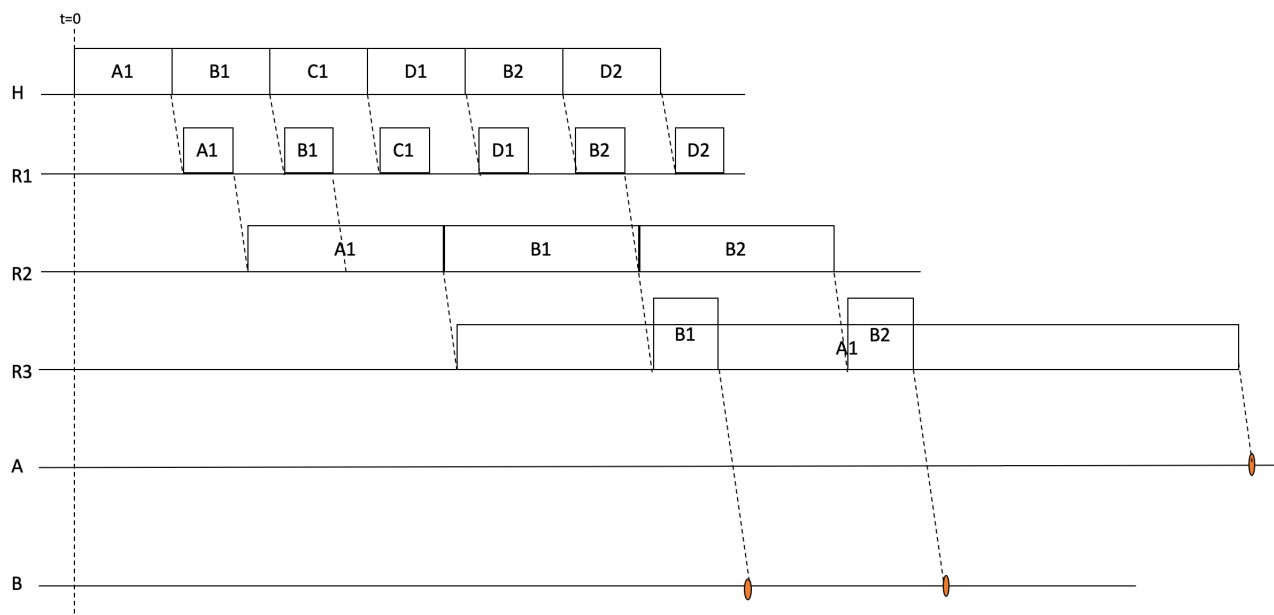 t=0
A1 B1 C1 D1 B2 D2
H
A1 B1 C1 D1 B2 D2
R1
A1 B1 B2
R2
B1 B2
A1
R3
A
B